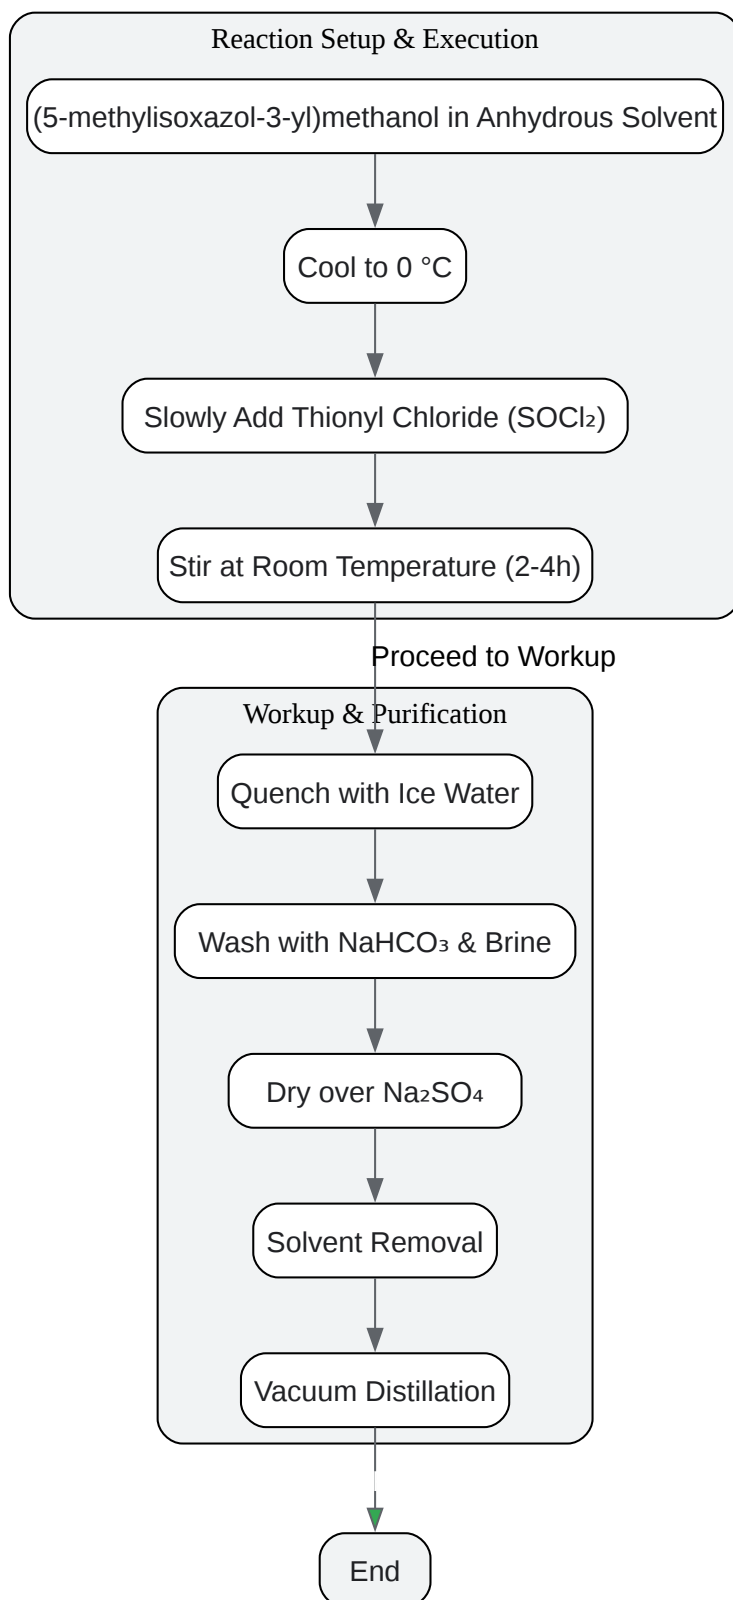 Reaction Setup & Execution
(5-methylisoxazol-3-yl)methanol in Anhydrous Solvent
Cool to 0 °C
Slowly Add Thionyl Chloride (SOCl₂)
Stir at Room Temperature (2-4h)
Proceed to Workup
Workup & Purification
Quench with Ice Water
Wash with NaHCO₃ & Brine
Dry over Na₂SO₄
Solvent Removal
Vacuum Distillation
End